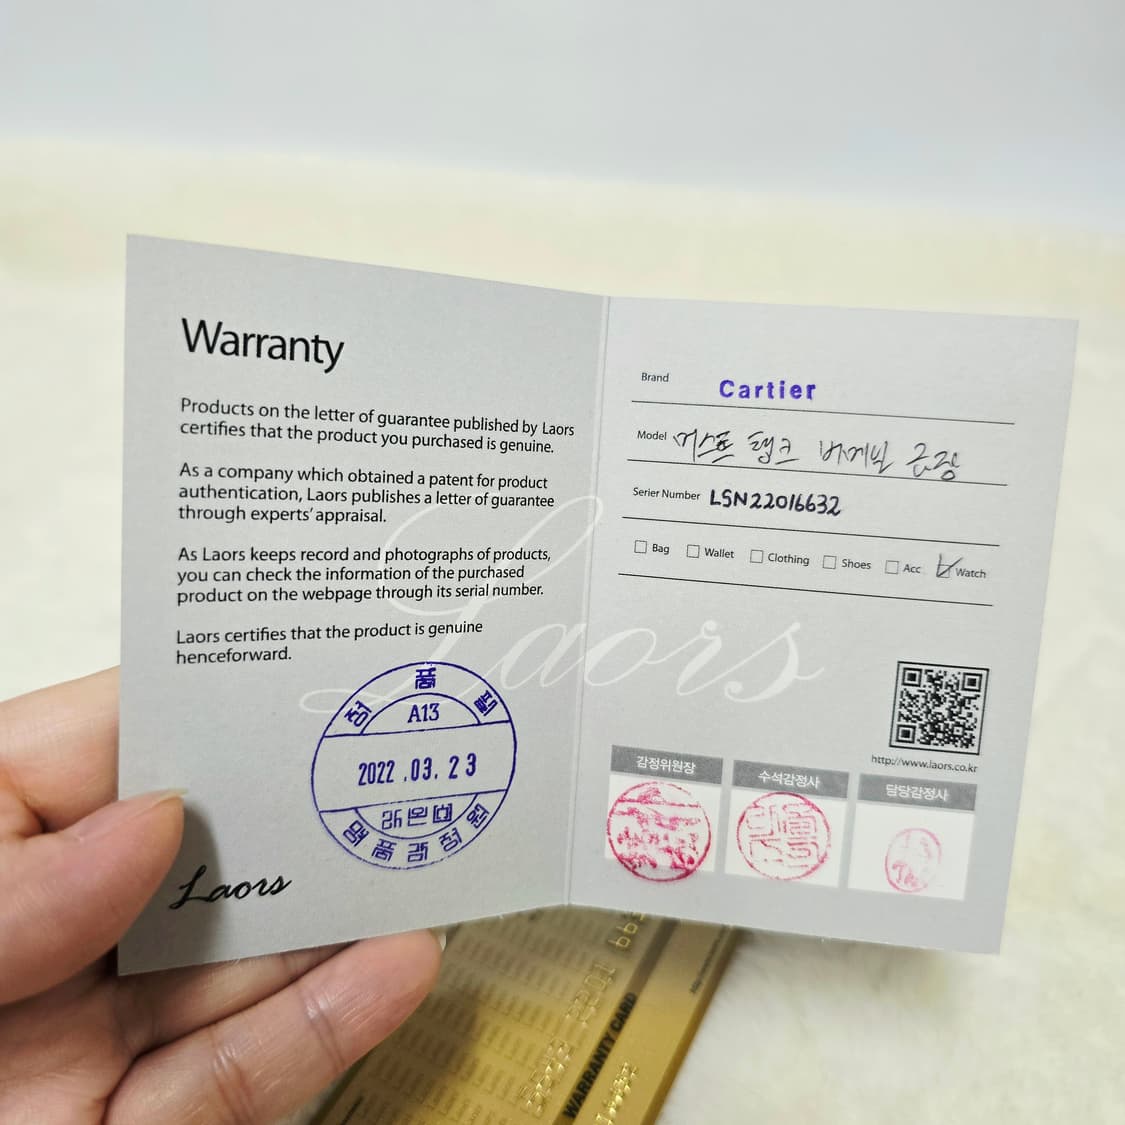 Warranty
Products on the letter of guarantee published by Laors
certifies that the product you purchased is genuine.
As a company which obtained a patent for product
authentication, Laors publishes a letter of guarantee
through experts' appraisal.
As Laors keeps record and photographs of products,
you can check the information of the purchased
product on the webpage through its serial number.
Laors certifies that the product is genuine
henceforward.
정품필
A13
2022.03.23
명품감정원
Laors
Laors
Brand Cartier
Model 머스트 탱크 버메일 금장
Serier Number LSN22016632
Bag Wallet Clothing Shoes Acc Watch
http://www.laors.co.kr
감정위원장 수석감정사 담당감정사
WARRANTY CARD